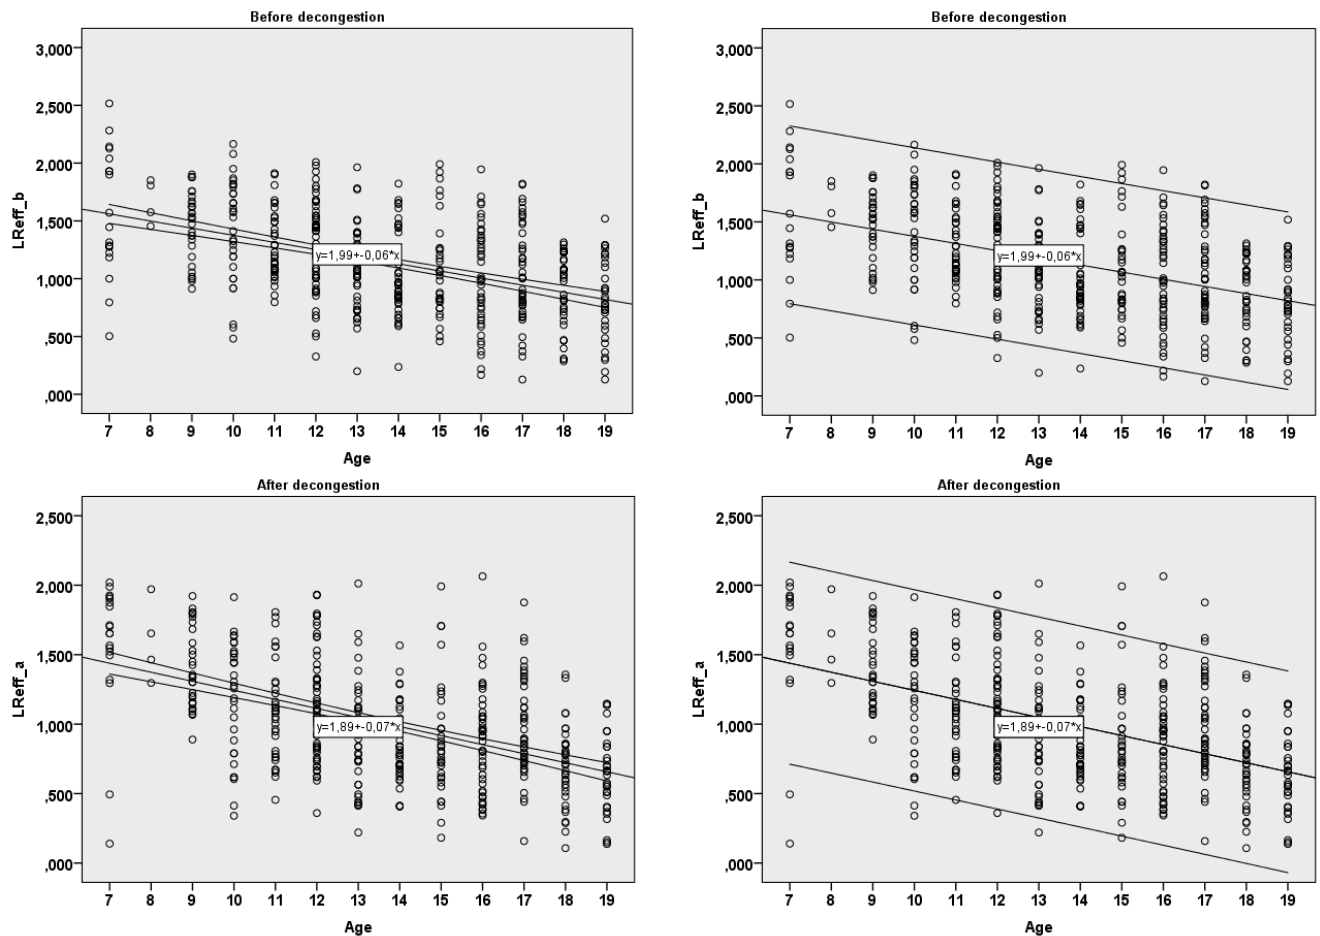 Before decongestion
3,000
2,500
2,000
1,500
1,000
,500
,000
LReff_b
y=1,99+-0,06*x
7 8 9 10 11 12 13 14 15 16 17 18 19
Age
Before decongestion
3,000
2,500
2,000
1,500
1,000
,500
,000
LReff_b
y=1,99+-0,06*x
7 8 9 10 11 12 13 14 15 16 17 18 19
Age
After decongestion
2,500
2,000
1,500
1,000
,500
,000
LReff_a
y=1,89+-0,07*x
7 8 9 10 11 12 13 14 15 16 17 18 19
Age
After decongestion
2,500
2,000
1,500
1,000
,500
,000
LReff_a
y=1,89+-0,07*x
7 8 9 10 11 12 13 14 15 16 17 18 19
Age